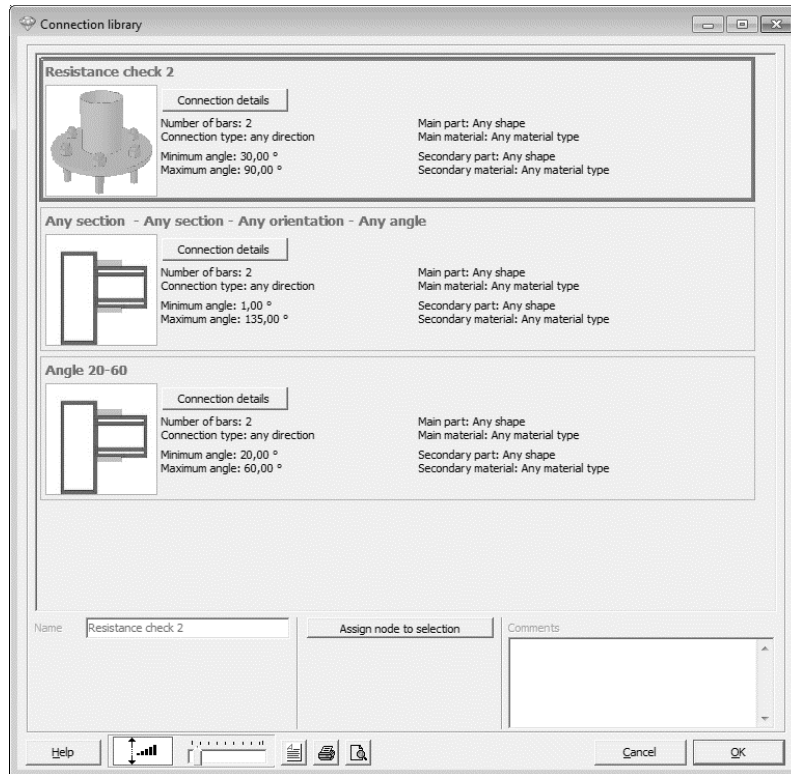 Connection library
Resistance check 2
Connection details
Number of bars: 2
Connection type: any direction
Minimum angle: 30,00 °
Maximum angle: 90,00 °
Main part: Any shape
Main material: Any material type
Secondary part: Any shape
Secondary material: Any material type
Any section - Any section - Any orientation - Any angle
Connection details
Number of bars: 2
Connection type: any direction
Minimum angle: 1,00 °
Maximum angle: 135,00 °
Main part: Any shape
Main material: Any material type
Secondary part: Any shape
Secondary material: Any material type
Angle 20-60
Connection details
Number of bars: 2
Connection type: any direction
Minimum angle: 20,00 °
Maximum angle: 60,00 °
Main part: Any shape
Main material: Any material type
Secondary part: Any shape
Secondary material: Any material type
Name
Resistance check 2
Assign node to selection
Comments
Help
Cancel
OK